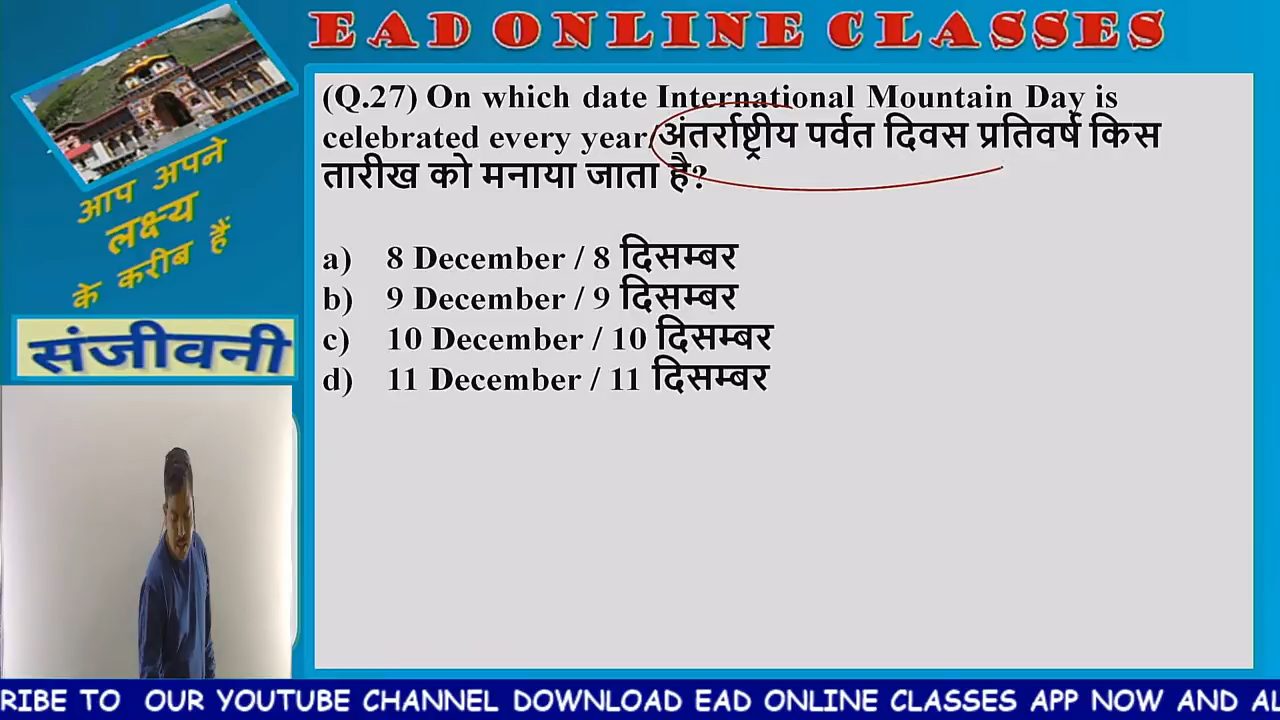 EAD ONLINE CLASSES
(Q.27) On which date International Mountain Day is
celebrated every year/अंतर्राष्ट्रीय पर्वत दिवस प्रतिवर्ष किस
तारीख को मनाया जाता है?
a) 8 December / 8 दिसम्बर
b) 9 December / 9 दिसम्बर
c) 10 December / 10 दिसम्बर
d) 11 December / 11 दिसम्बर
आप अपने
लक्ष्य
के करीब हैं
संजीवनी
RIBE TO OUR YOUTUBE CHANNEL DOWNLOAD EAD ONLINE CLASSES APP NOW AND AL